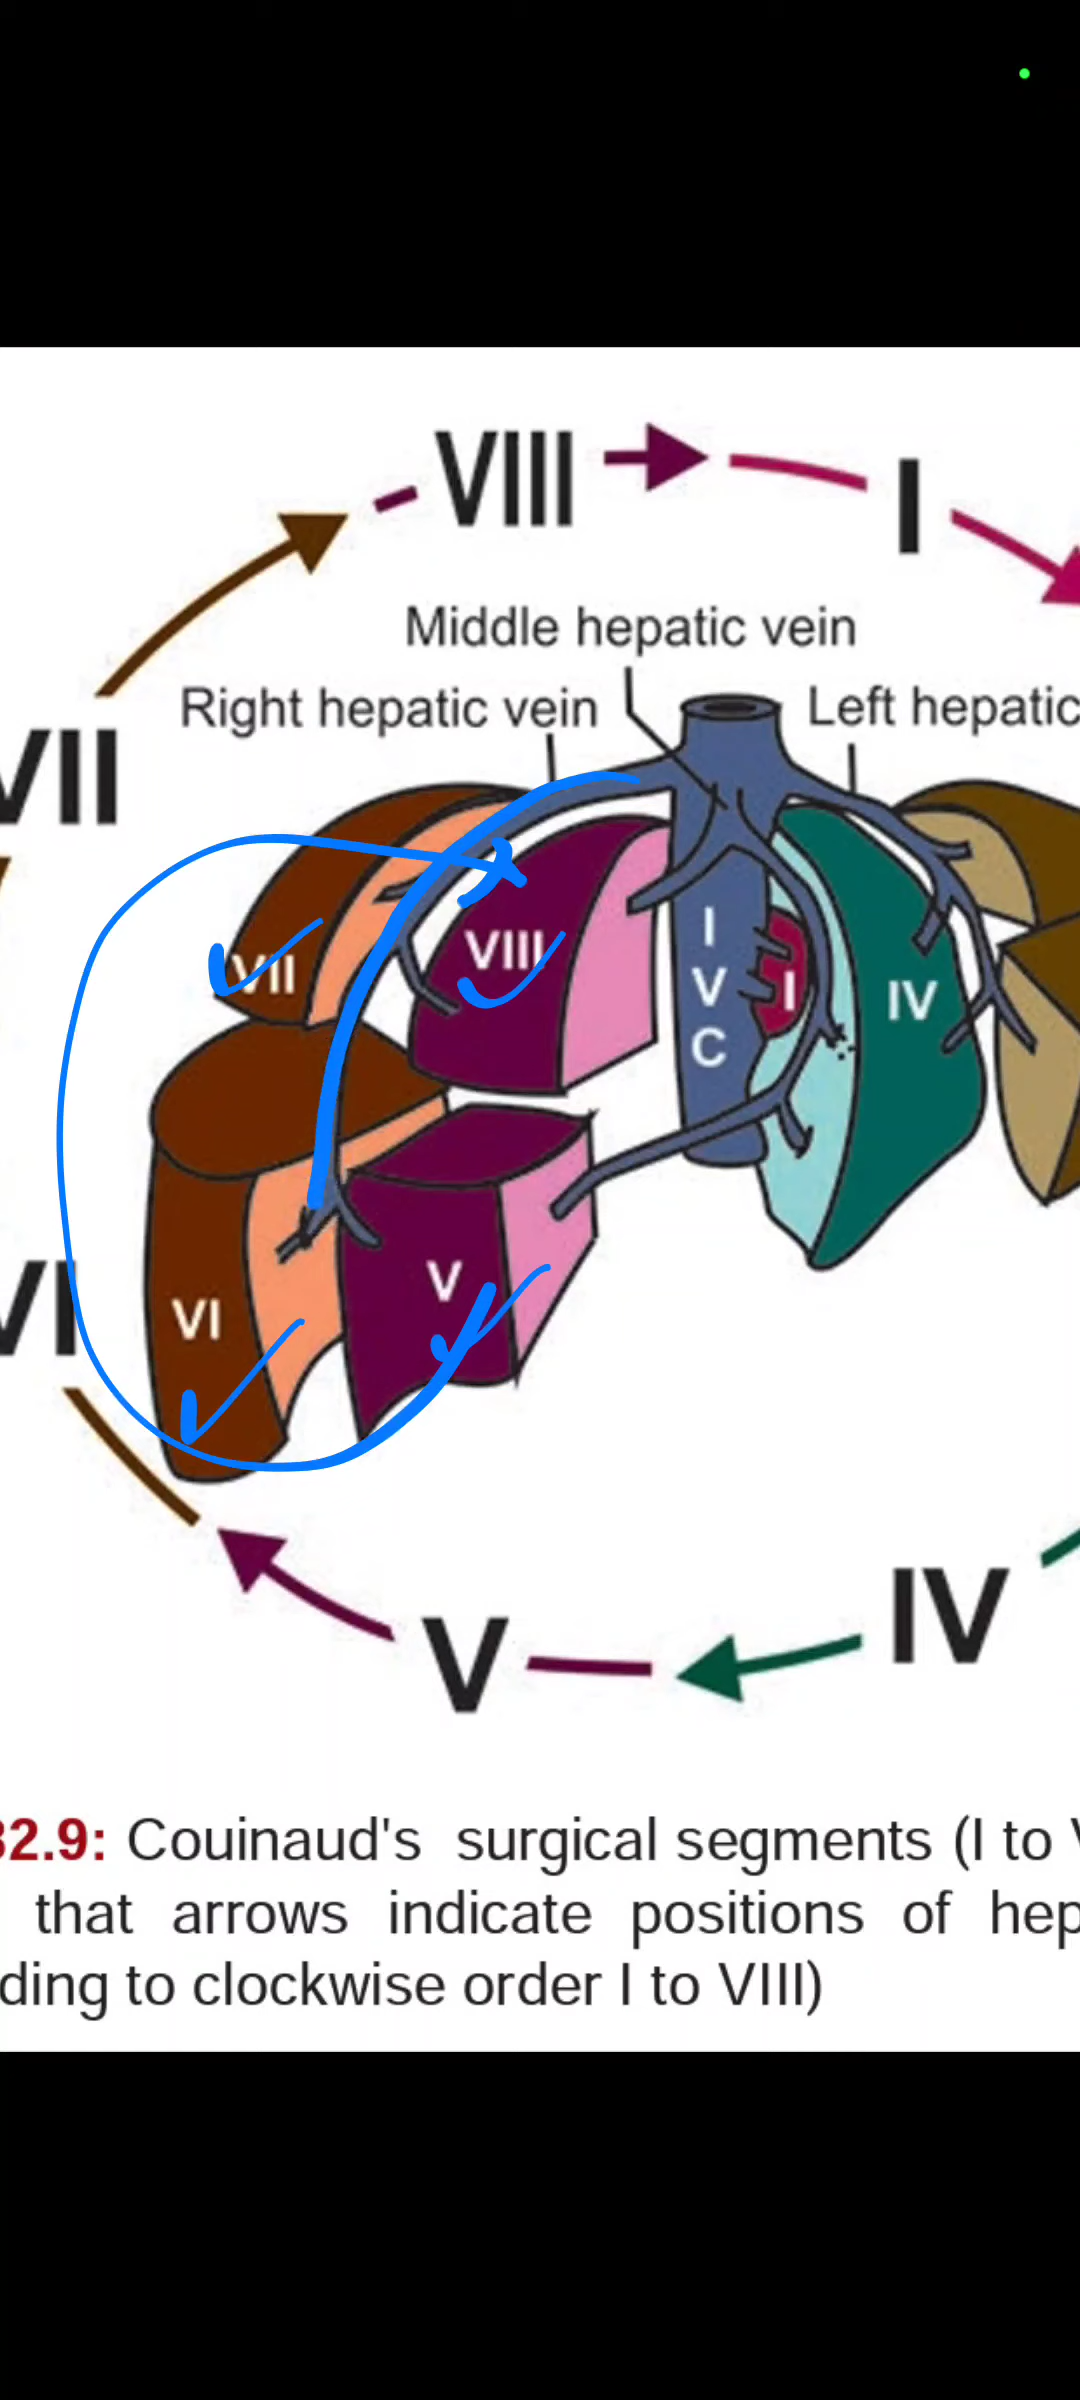 VIII
I
Middle hepatic vein
Right hepatic vein
Left hepatic
VII
VII
VIII
I
V
C
I
IV
VI
V
VI
V
IV
32.9: Couinaud's surgical segments (I to V
that arrows indicate positions of hep
ding to clockwise order I to VIII)